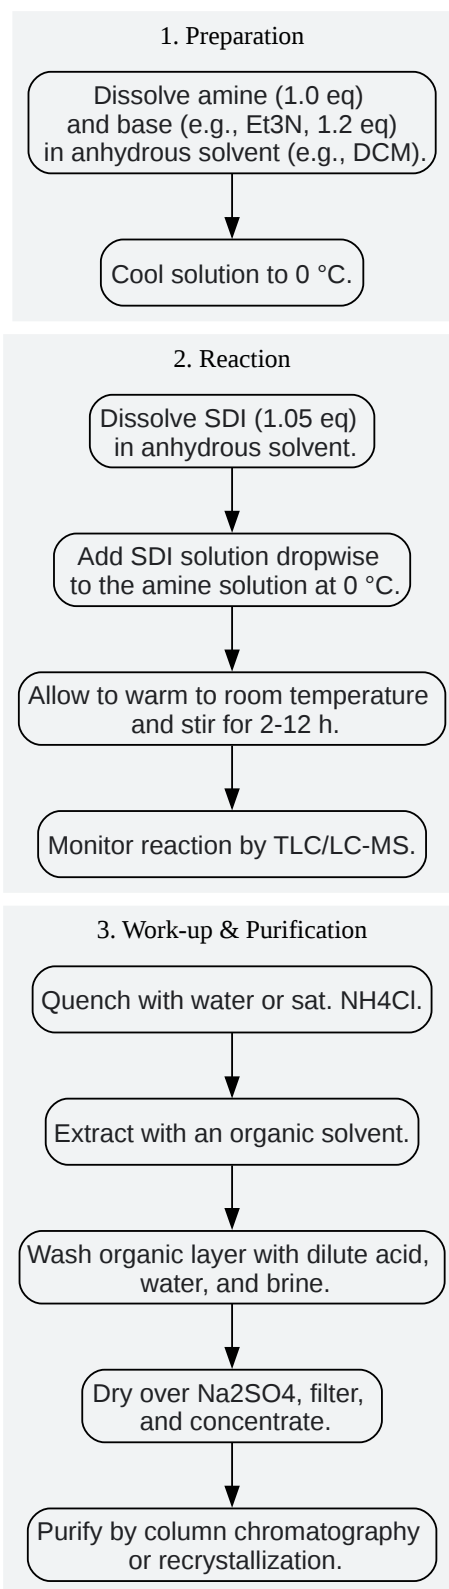 1. Preparation
Dissolve amine (1.0 eq)
and base (e.g., Et3N, 1.2 eq)
in anhydrous solvent (e.g., DCM).
Cool solution to 0 °C.
2. Reaction
Dissolve SDI (1.05 eq)
in anhydrous solvent.
Add SDI solution dropwise
to the amine solution at 0 °C.
Allow to warm to room temperature
and stir for 2-12 h.
Monitor reaction by TLC/LC-MS.
3. Work-up & Purification
Quench with water or sat. NH4Cl.
Extract with an organic solvent.
Wash organic layer with dilute acid,
water, and brine.
Dry over Na2SO4, filter,
and concentrate.
Purify by column chromatography
or recrystallization.